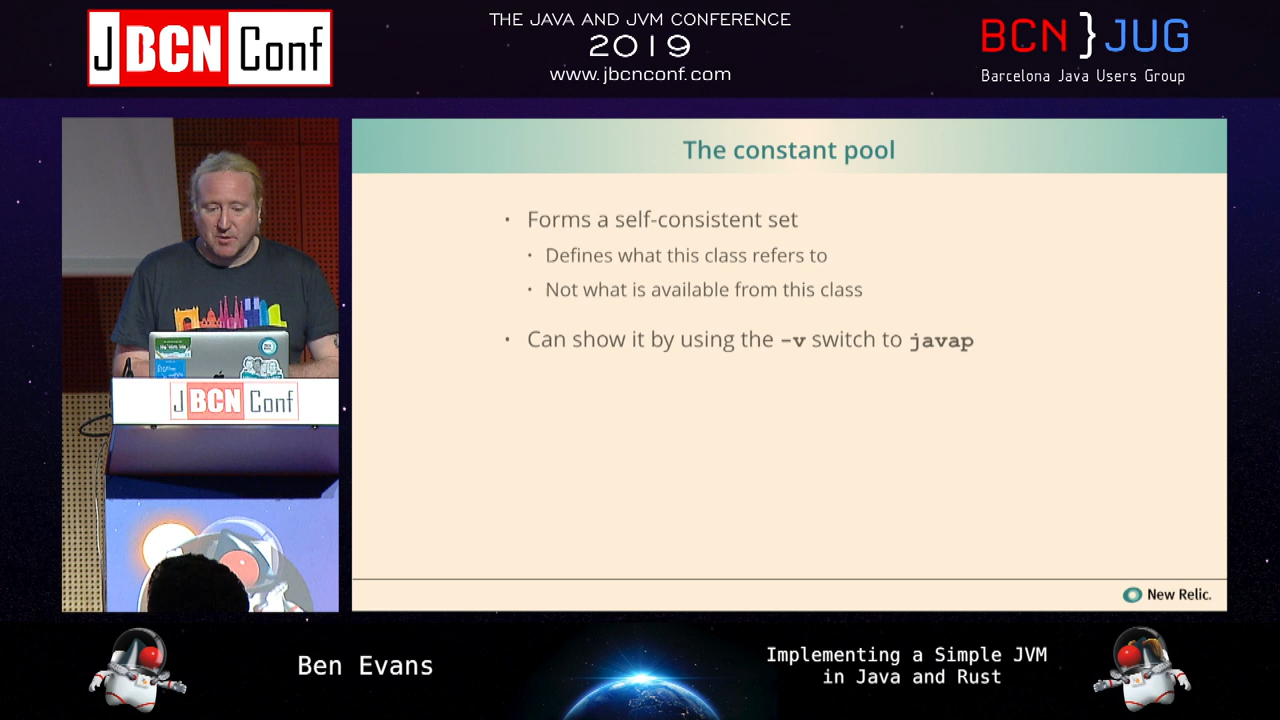 JBCNConf
THE JAVA AND JVM CONFERENCE
2019
www.jbcnconf.com
BCN}JUG
Barcelona Java Users Group
The constant pool
• Forms a self-consistent set
• Defines what this class refers to
• Not what is available from this class
• Can show it by using the -v switch to javap
JBCNConf
New Relic.
Ben Evans
Implementing a Simple JVM
in Java and Rust